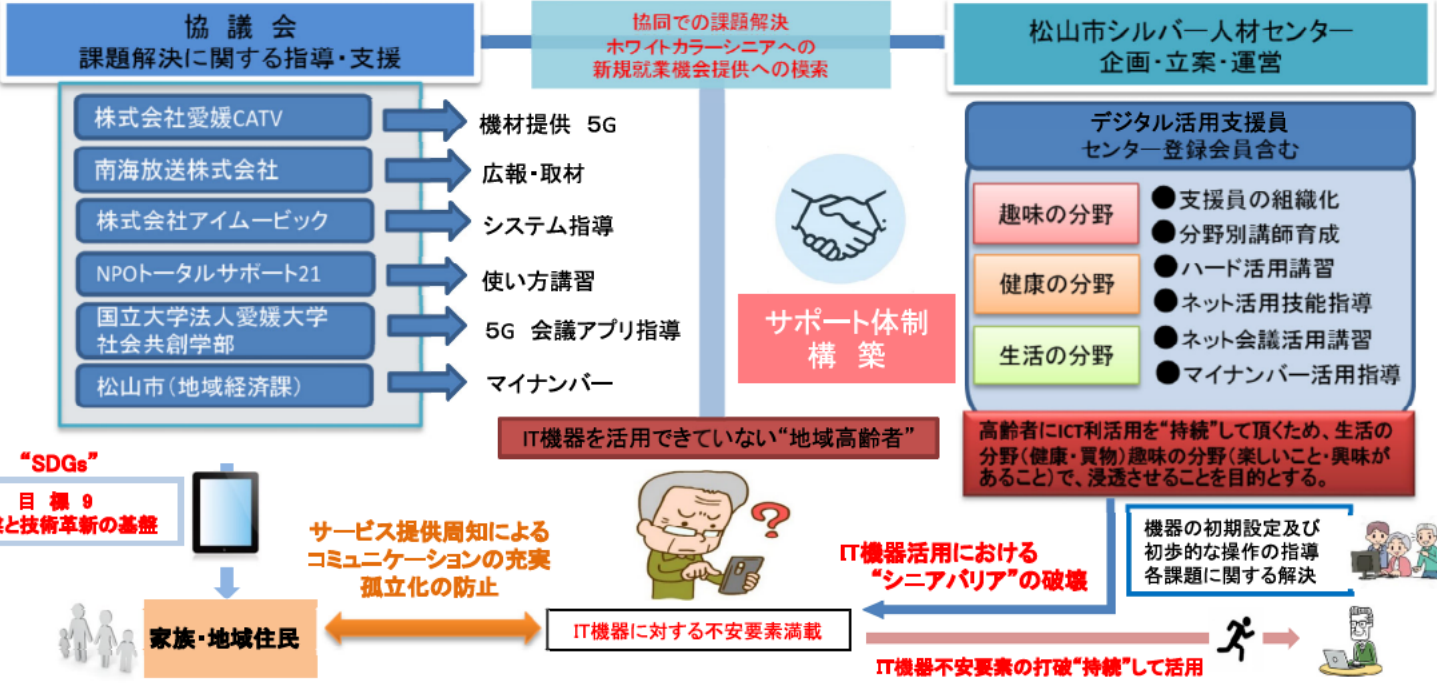 協 議 会
課題解決に関する指導・支援
協同での課題解決
ホワイトカラーシニアへの
新規就業機会提供への模索
松山市シルバー人材センター
企画・立案・運営
株式会社愛媛CATV
機材提供 5G
南海放送株式会社
広報・取材
株式会社アイムービック
システム指導
NPOトータルサポート21
使い方講習
国立大学法人愛媛大学
社会共創学部
5G 会議アプリ指導
松山市(地域経済課)
マイナンバー
サポート体制
構 築
デジタル活用支援員
センター登録会員含む
趣味の分野
健康の分野
生活の分野
●支援員の組織化
●分野別講師育成
●ハード活用講習
●ネット活用技能指導
●ネット会議活用講習
●マイナンバー活用指導
IT機器を活用できていない“地域高齢者”
高齢者にICT利活用を“持続”して頂くため、生活の
分野(健康・買物)趣味の分野(楽しいこと・興味が
あること)で、浸透させることを目的とする。
“SDGs”
目 標 9
と技術革新の基盤
サービス提供周知による
コミュニケーションの充実
孤立化の防止
?
IT機器活用における
“シニアバリア”の破壊
機器の初期設定及び
初歩的な操作の指導
各課題に関する解決
家族・地域住民
IT機器に対する不安要素満載
IT機器不安要素の打破“持続”して活用